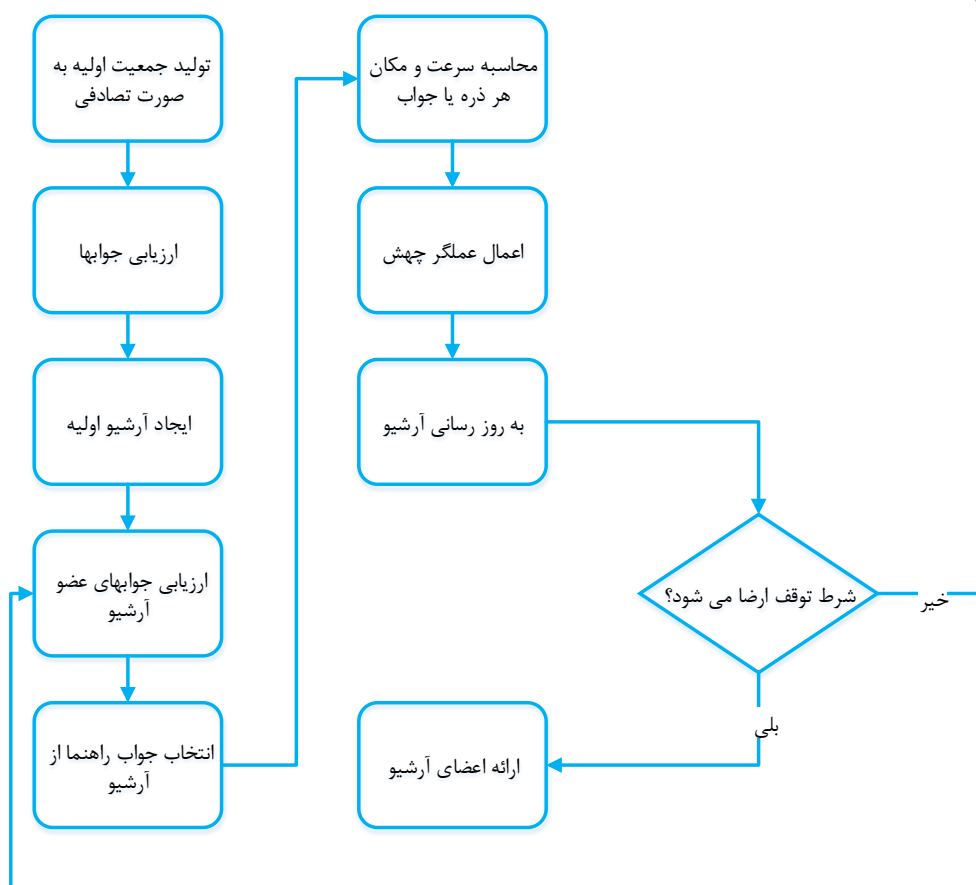 تولید جمعیت اولیه به
صورت تصادفی
ارزیابی جوابها
ایجاد آرشیو اولیه
ارزیابی جوابهای عضو
آرشیو
انتخاب جواب راهنما از
آرشیو
محاسبه سرعت و مکان
هر ذره یا جواب
اعمال عملگر چهش
به روز رسانی آرشیو
شرط توقف ارضا می شود؟
خیر
بلی
ارائه اعضای آرشیو